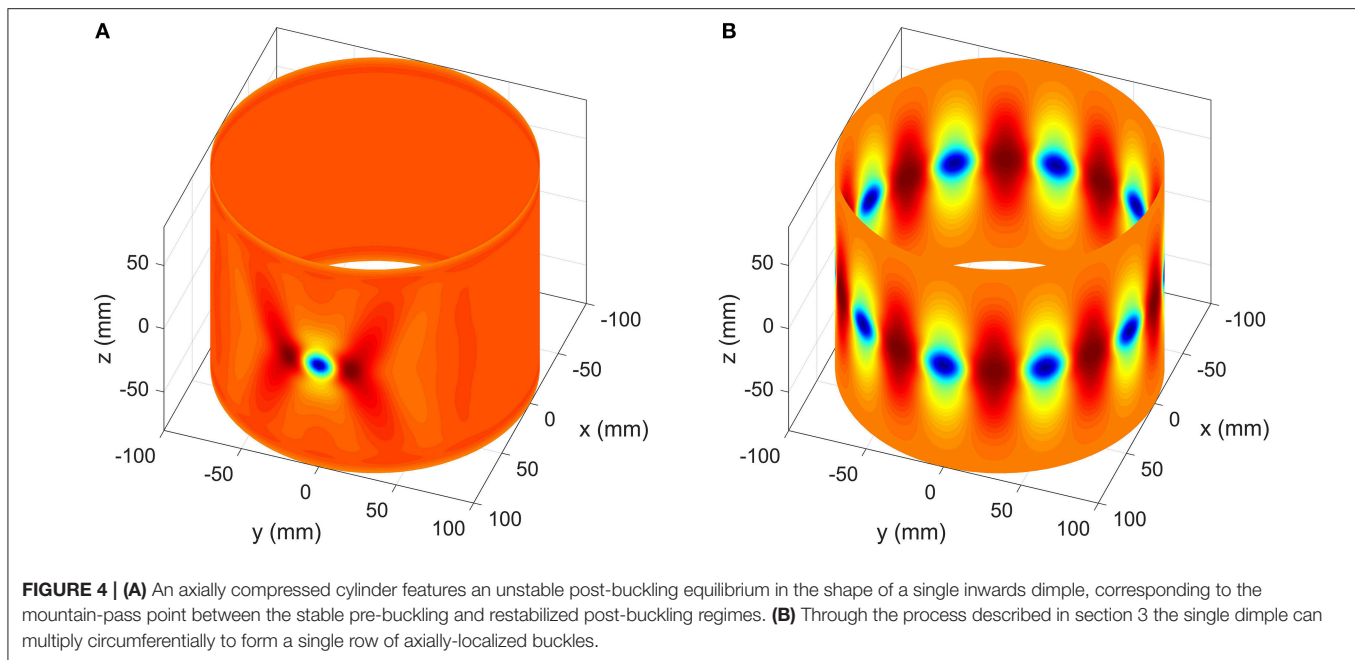 A
B
50
0
-50
z (mm)
-100
-50
0
50
100
y (mm)
-100
-50
0
50
100
x (mm)
50
0
-50
z (mm)
-100
-50
0
50
100
y (mm)
-100
-50
0
50
100
x (mm)
FIGURE 4 | (A) An axially compressed cylinder features an unstable post-buckling equilibrium in the shape of a single inwards dimple, corresponding to the
mountain-pass point between the stable pre-buckling and restabilized post-buckling regimes. (B) Through the process described in section 3 the single dimple can
multiply circumferentially to form a single row of axially-localized buckles.